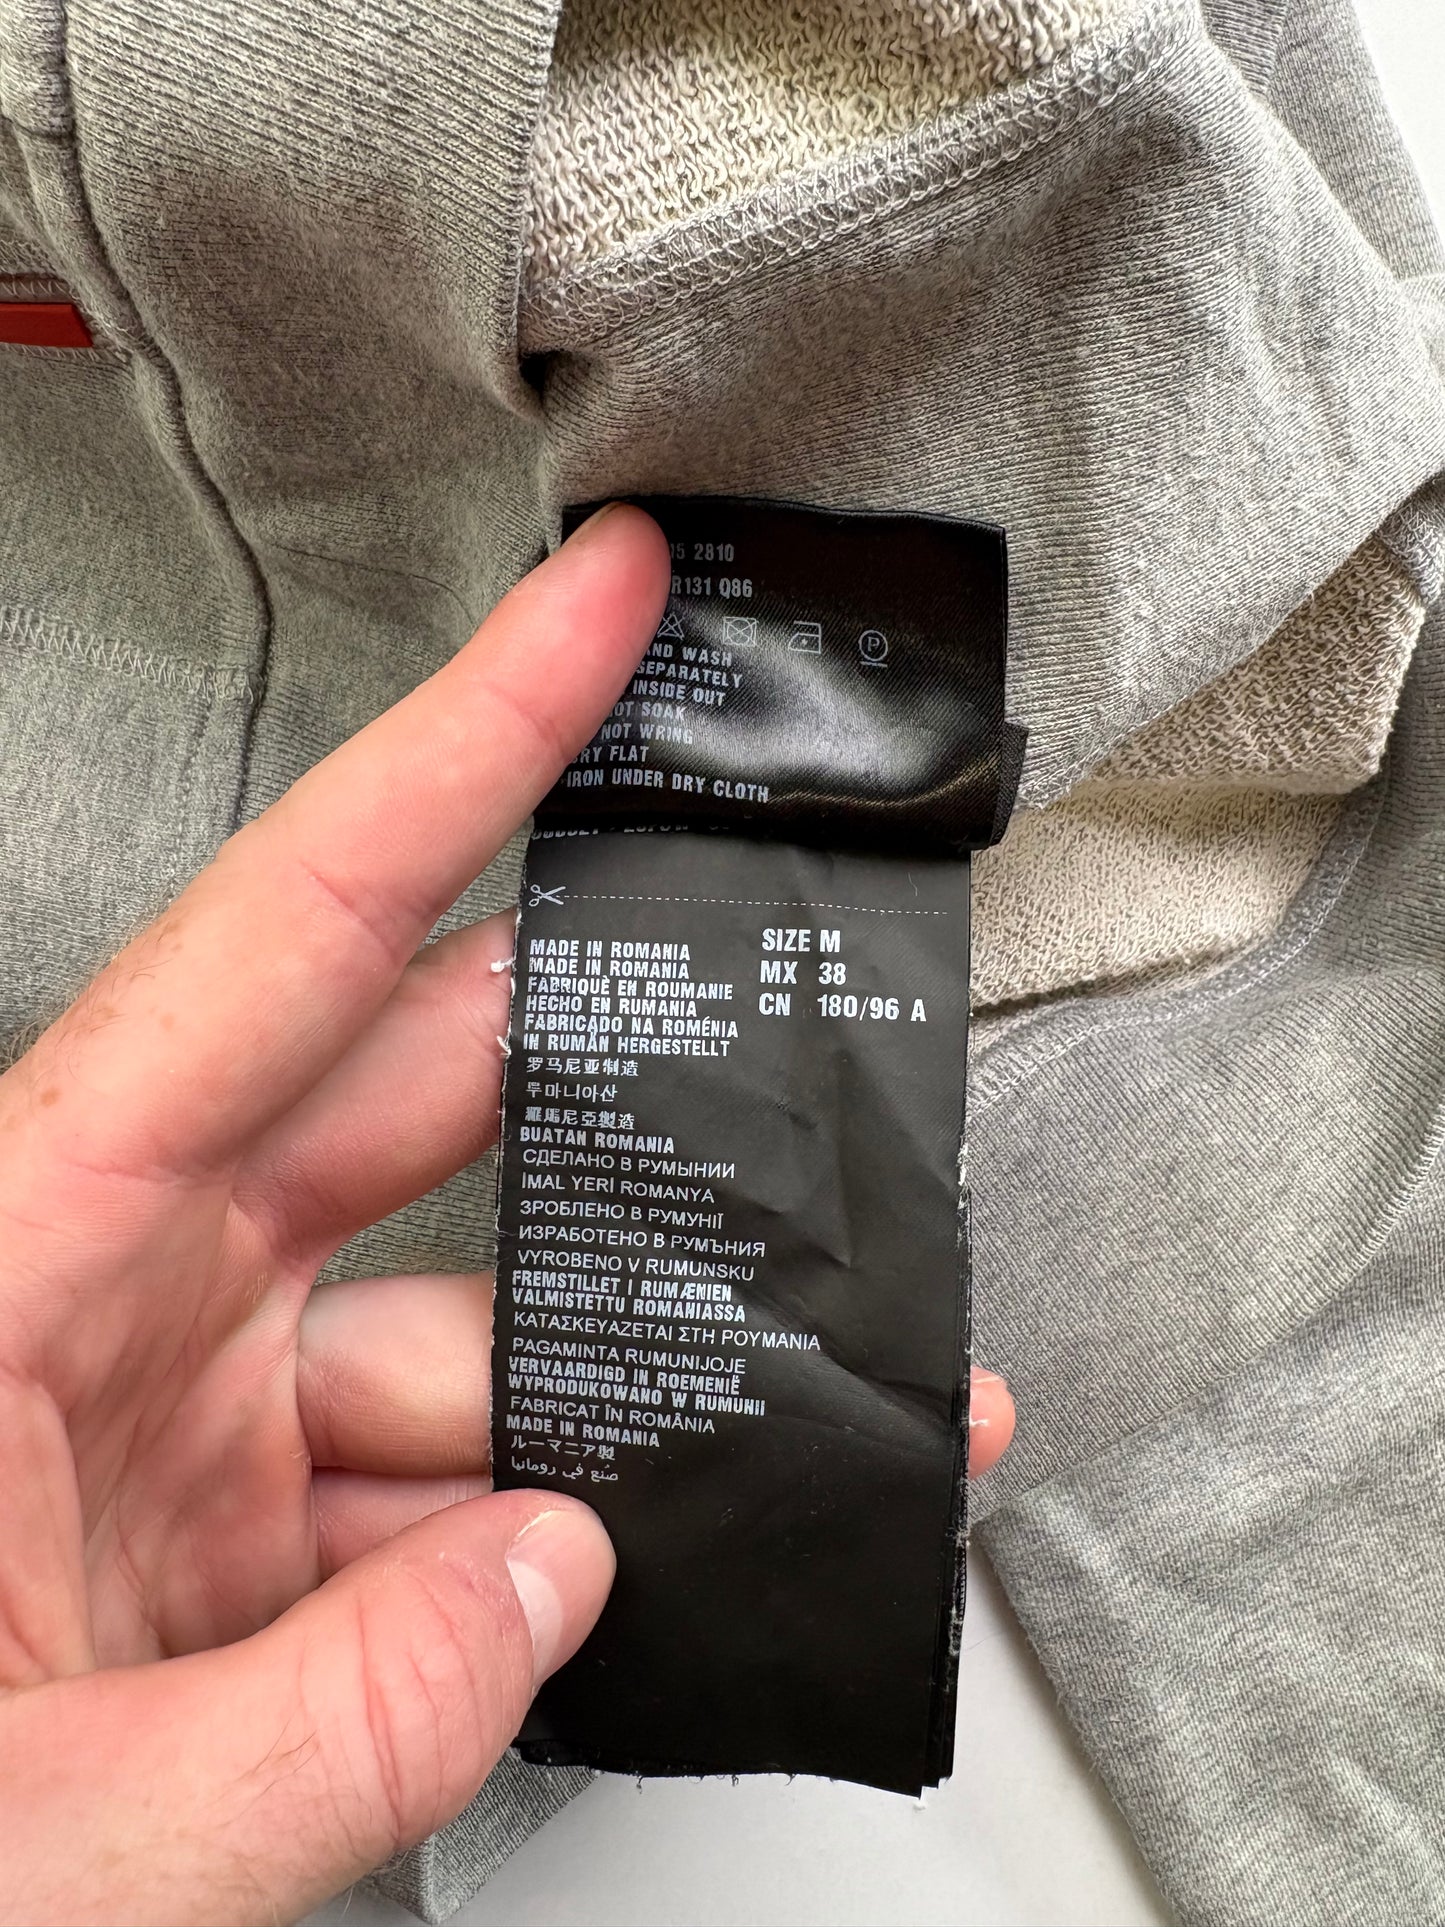 2810
R131 Q86
P
WASH
SEPARATELY
INSIDE OUT
SOAK
NOT WRING
FLAT
IRON UNDER DRY CLOTH
SIZE M
MX 38
CN 180/96 A
MADE IN ROMANIA
MADE IN ROMANIA
FABRIQUÈ EN ROUMANIE
HECHO EN RUMANIA
FABRICADO NA ROMÉNIA
IN RUMÄN HERGESTELLT
罗马尼亚制造
루마니아산
羅馬尼亞製造
BUATAN ROMANIA
СДЕЛАНО В РУМЫНИИ
İMAL YERİ ROMANYA
ЗРОБЛЕНО В РУМУНІЇ
ИЗРАБОТЕНО В РУМЪНИЯ
VYROBENO V RUMUNSKU
FREMSTILLET I RUMÆNIEN
VALMISTETTU ROMANIASSA
ΚΑΤΑΣΚΕΥΑΖΕΤΑΙ ΣΤΗ ΡΟΥΜΑΝΙΑ
PAGAMINTA RUMUNIJOJE
VERVAARDIGD IN ROEMENIË
WYPRODUKOWANO W RUMUNII
FABRICAT ÎN ROMÂNIA
MADE IN ROMANIA
ルーマニア製
صنع في رومانيا